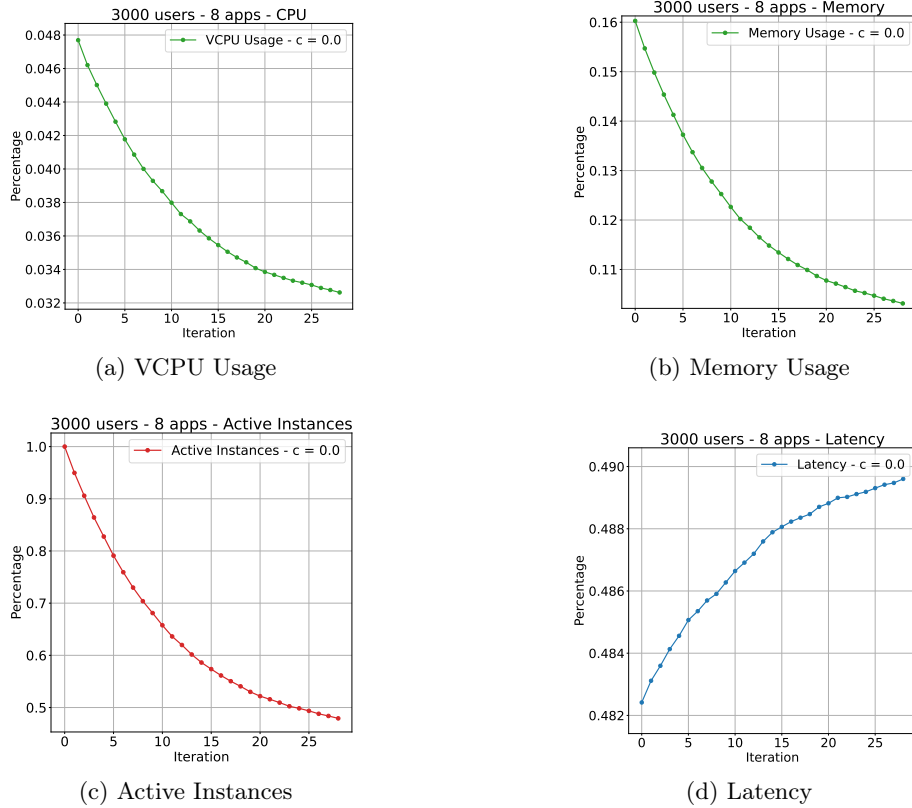 3000 users - 8 apps - CPU
VCPU Usage - c = 0.0
0.048
0.046
0.044
0.042
0.040
0.038
0.036
0.034
0.032
Percentage
0 5 10 15 20 25
Iteration
(a) VCPU Usage
3000 users - 8 apps - Memory
Memory Usage - c = 0.0
0.16
0.15
0.14
0.13
0.12
0.11
Percentage
0 5 10 15 20 25
Iteration
(b) Memory Usage
3000 users - 8 apps - Active Instances
Active Instances - c = 0.0
1.0
0.9
0.8
0.7
0.6
0.5
Percentage
0 5 10 15 20 25
Iteration
(c) Active Instances
3000 users - 8 apps - Latency
Latency - c = 0.0
0.490
0.488
0.486
0.484
0.482
Percentage
0 5 10 15 20 25
Iteration
(d) Latency